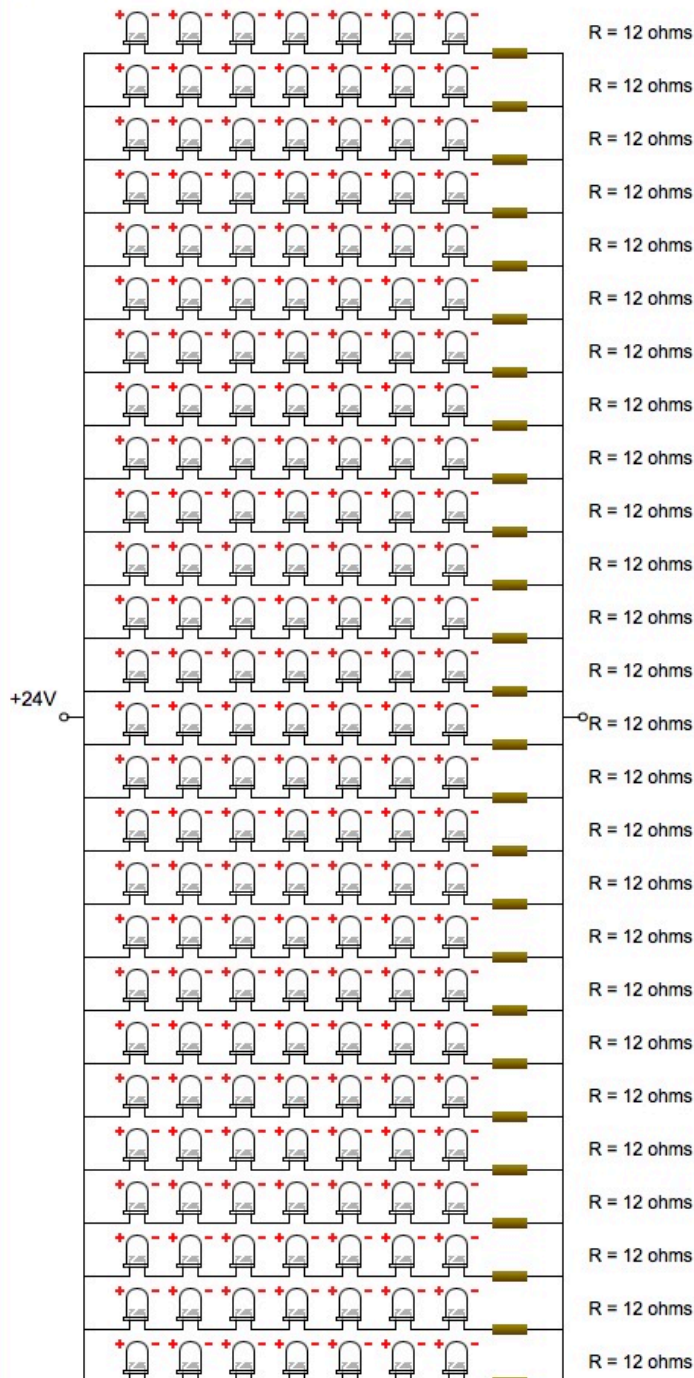 R = 12 ohms
R = 12 ohms
R = 12 ohms
R = 12 ohms
R = 12 ohms
R = 12 ohms
R = 12 ohms
R = 12 ohms
R = 12 ohms
R = 12 ohms
R = 12 ohms
R = 12 ohms
R = 12 ohms
+24V
R = 12 ohms
R = 12 ohms
R = 12 ohms
R = 12 ohms
R = 12 ohms
R = 12 ohms
R = 12 ohms
R = 12 ohms
R = 12 ohms
R = 12 ohms
R = 12 ohms
R = 12 ohms
R = 12 ohms